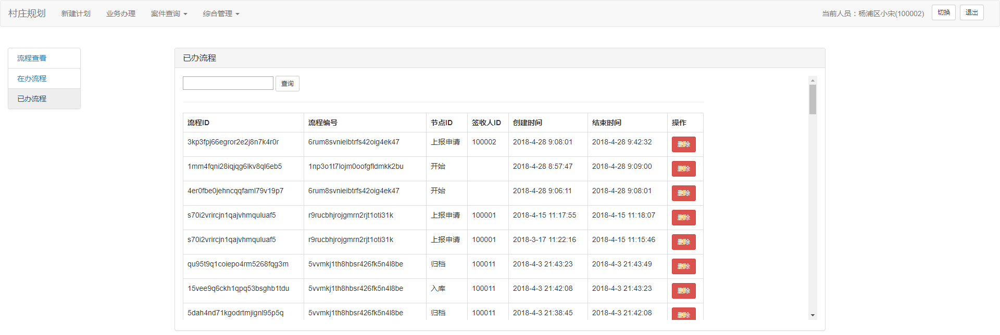 村庄规划 新建计划 业务办理 案件查询 综合管理 当前人员：杨浦区小宋(100002) 切换 退出
流程查看
在办流程
已办流程
已办流程
查询
流程ID 流程编号 节点ID 签收人ID 创建时间 结束时间 操作
3kp3fpj66egror2e2j8n7k4r0r 6rum8svnieibtrfs42oig4ek47 上报申请 100002 2018-4-28 9:08:01 2018-4-28 9:42:32 删除
1mm4fqni28iqjqg6lkv8ql6eb5 1np3o1t7lojm0oofgfldmkk2bu 开始 2018-4-28 8:57:47 2018-4-28 9:09:00 删除
4er0fbe0jehncqqfaml79v19p7 6rum8svnieibtrfs42oig4ek47 开始 2018-4-28 9:06:11 2018-4-28 9:08:01 删除
s70i2vrircjn1qajvhmquluaf5 r9rucbhjrojgmrn2rjt1oti31k 上报申请 100001 2018-4-15 11:17:55 2018-4-15 11:18:07 删除
s70i2vrircjn1qajvhmquluaf5 r9rucbhjrojgmrn2rjt1oti31k 上报申请 100001 2018-3-17 11:22:16 2018-4-15 11:15:46 删除
qu95t9q1coiepo4rm5268fqg3m 5vvmkj1th8hbsr426fk5n4l8be 归档 100011 2018-4-3 21:43:23 2018-4-3 21:43:49 删除
15vee9q6ckh1qpq53bsghb1tdu 5vvmkj1th8hbsr426fk5n4l8be 入库 100011 2018-4-3 21:42:08 2018-4-3 21:43:23 删除
5dah4nd71kgodrtmjignl95p5q 5vvmkj1th8hbsr426fk5n4l8be 归档 100011 2018-4-3 21:38:45 2018-4-3 21:42:08 删除